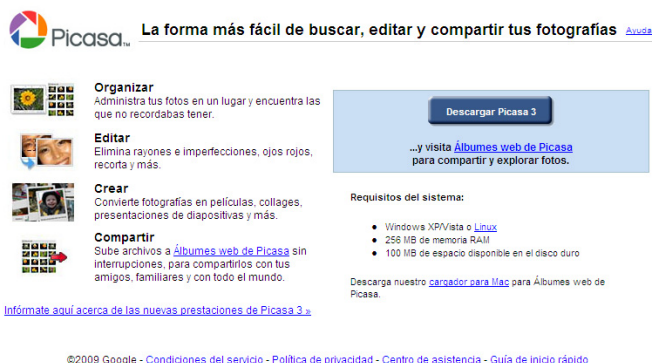 Picasa™ La forma más fácil de buscar, editar y compartir tus fotografías Ayuda
Organizar
Administra tus fotos en un lugar y encuentra las
que no recordabas tener.
Editar
Elimina rayones e imperfecciones, ojos rojos,
recorta y más.
Crear
Convierte fotografías en películas, collages,
presentaciones de diapositivas y más.
Compartir
Sube archivos a Álbumes web de Picasa sin
interrupciones, para compartirlos con tus
amigos, familiares y con todo el mundo.
Infórmate aquí acerca de las nuevas prestaciones de Picasa 3 »
Descargar Picasa 3
...y visita Álbumes web de Picasa
para compartir y explorar fotos.
Requisitos del sistema:
• Windows XP/Vista o Linux
• 256 MB de memoria RAM
• 100 MB de espacio disponible en el disco duro
Descarga nuestro cargador para Mac para Álbumes web de
Picasa.
©2009 Google - Condiciones del servicio - Política de privacidad - Centro de asistencia - Guía de inicio rápido